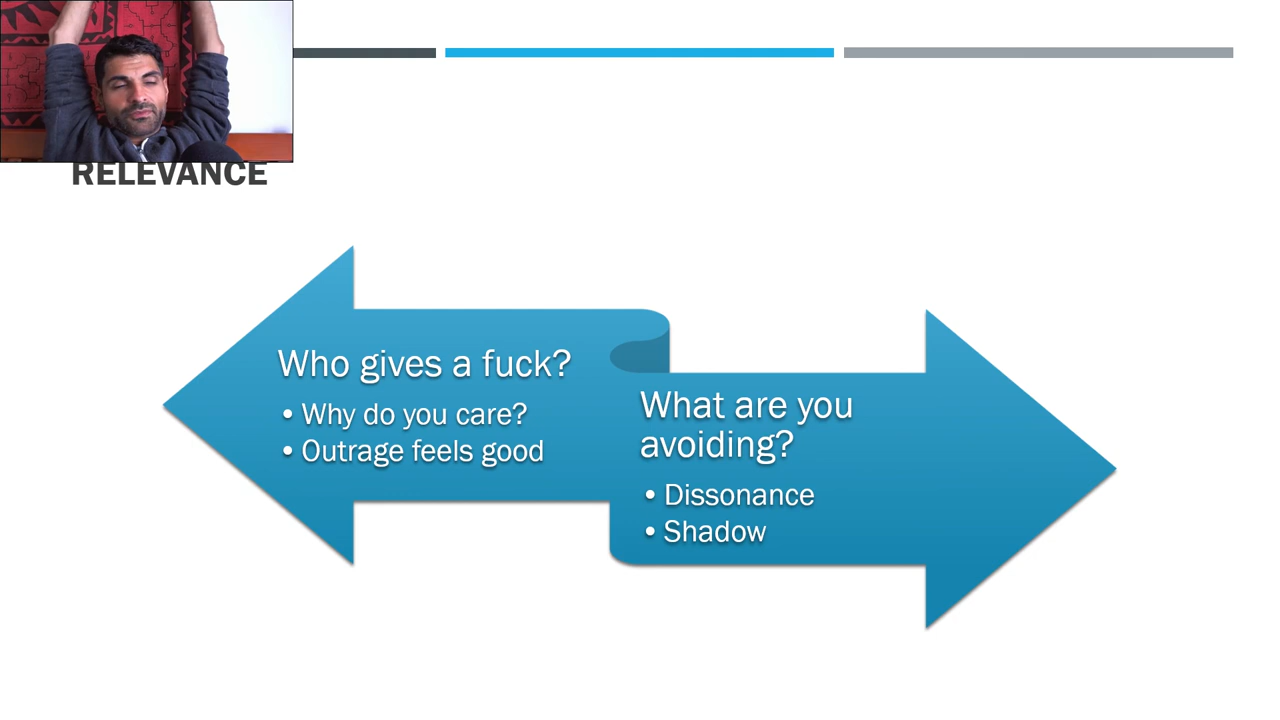 RELEVANCE
Who gives a fuck?
• Why do you care?
• Outrage feels good
What are you
avoiding?
• Dissonance
• Shadow